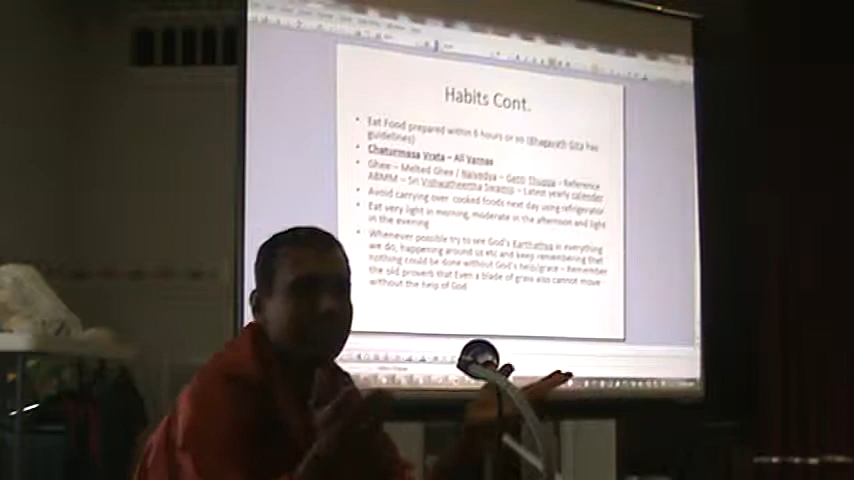 Habits Cont.
• Eat Food prepared within 6 hours or so (Bhagavath Gita has
guidelines)
• Chaturmasa Vrata – All Varnas
• Ghee – Melted Ghee / Naivedya – Thuppa – Reference
ABMM – Sri Vishwatheertha Swamiji – Latest yearly calender
• Avoid carrying over cooked foods next day using refrigerator
• Eat very light in morning, moderate in the afternoon and light
in the evening
• Whenever possible try to see God's in everything
we do, happening around us etc and keep remembering that
nothing could be done without God's help/grace – Remember
the old proverb that Even a blade of grass also cannot move
without the help of God